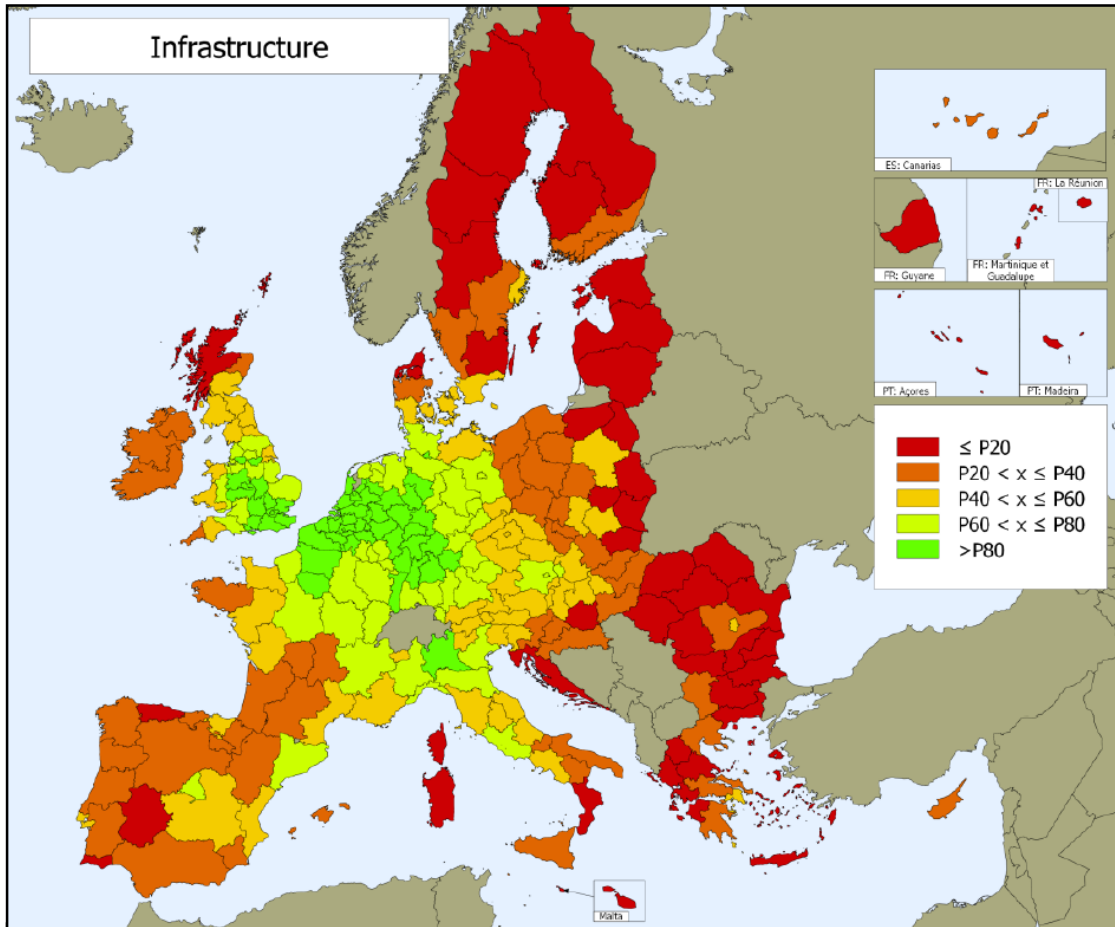 Infrastructure
ES: Canarias
FR: La Réunion
FR: Guyane
FR: Martinique et
Guadalupe
PT: Açores
PT: Madeira
≤ P20
P20 < x ≤ P40
P40 < x ≤ P60
P60 < x ≤ P80
>P80
Malta